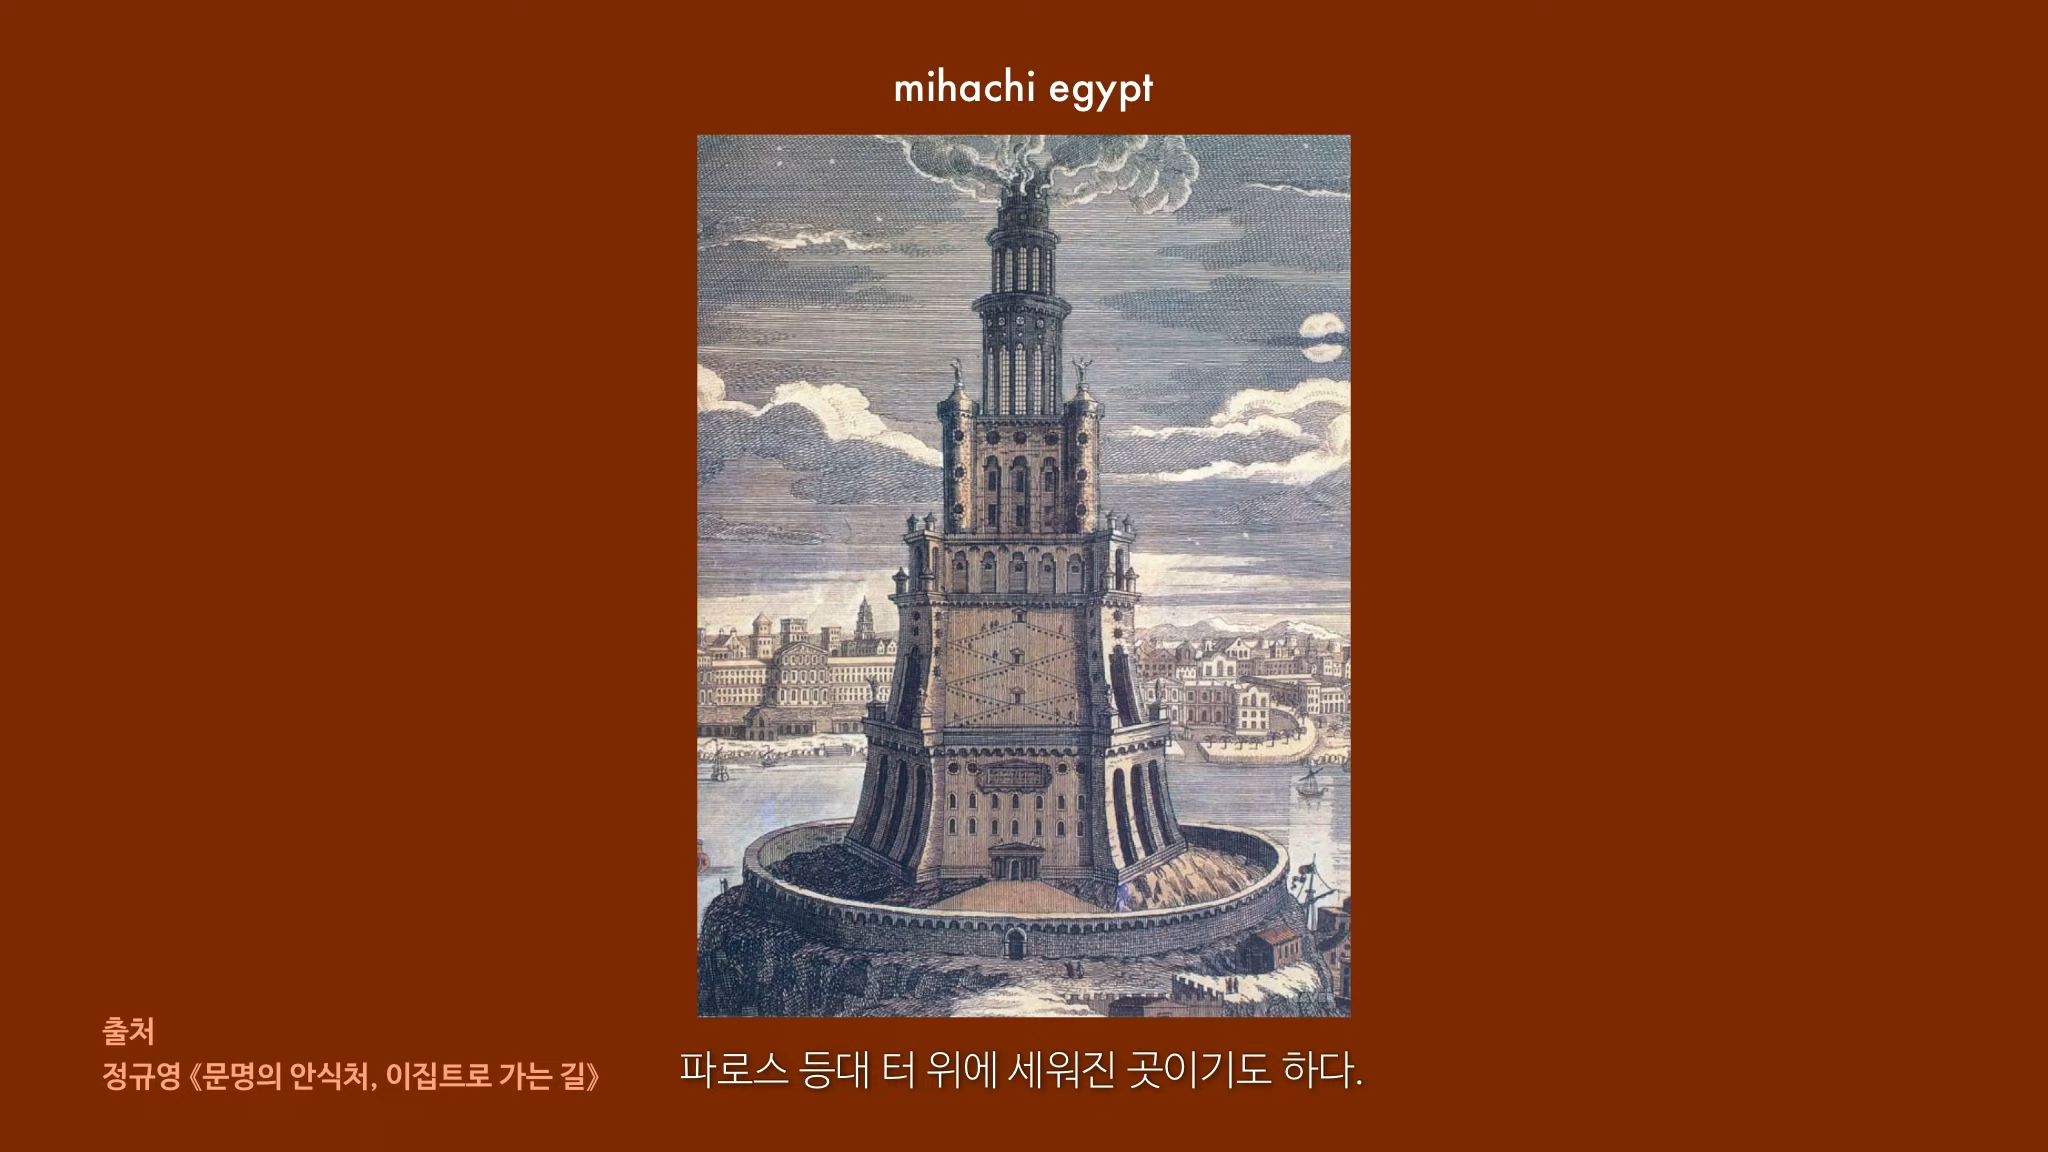 mihachi egypt
출처
정규영 《문명의 안식처, 이집트로 가는 길》
파로스 등대 터 위에 세워진 곳이기도 하다.